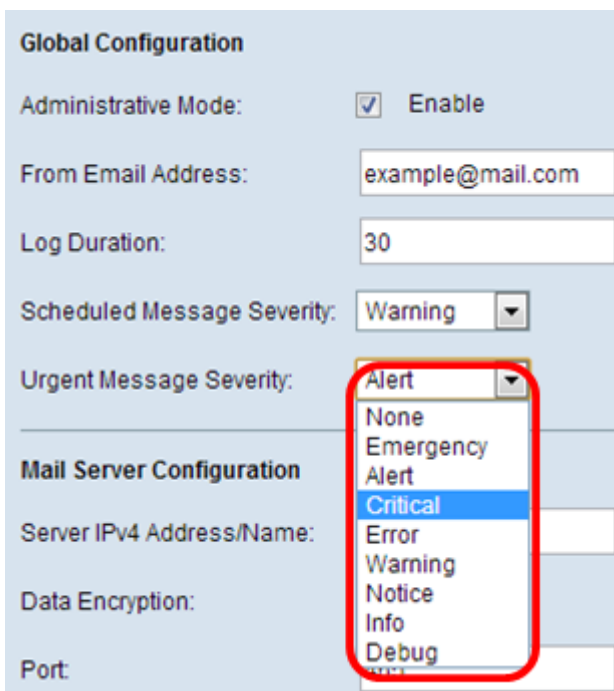 Global Configuration
Administrative Mode: Enable
From Email Address: example@mail.com
Log Duration: 30
Scheduled Message Severity: Warning
Urgent Message Severity: Alert
None
Emergency
Alert
Critical
Error
Warning
Notice
Info
Debug
Mail Server Configuration
Server IPv4 Address/Name:
Data Encryption:
Port: